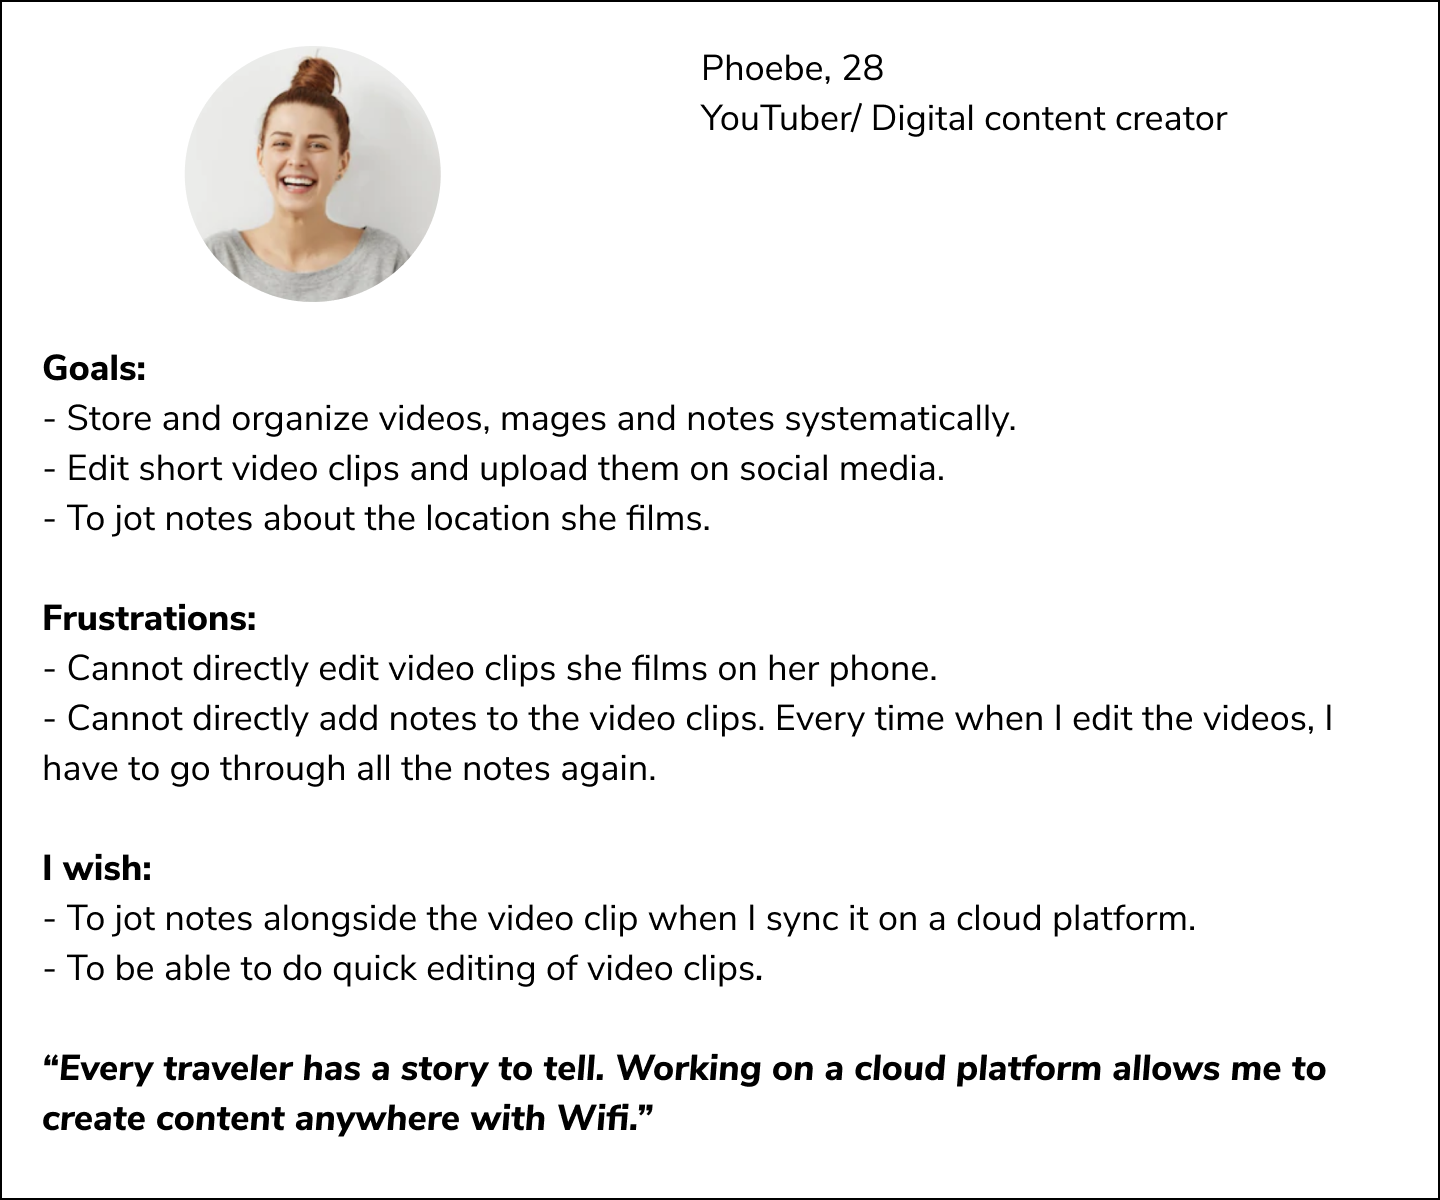 Phoebe, 28
YouTuber/ Digital content creator
Goals:
- Store and organize videos, mages and notes systematically.
- Edit short video clips and upload them on social media.
- To jot notes about the location she films.
Frustrations:
- Cannot directly edit video clips she films on her phone.
- Cannot directly add notes to the video clips. Every time when I edit the videos, I
have to go through all the notes again.
I wish:
- To jot notes alongside the video clip when I sync it on a cloud platform.
- To be able to do quick editing of video clips.
“Every traveler has a story to tell. Working on a cloud platform allows me to
create content anywhere with Wifi.”